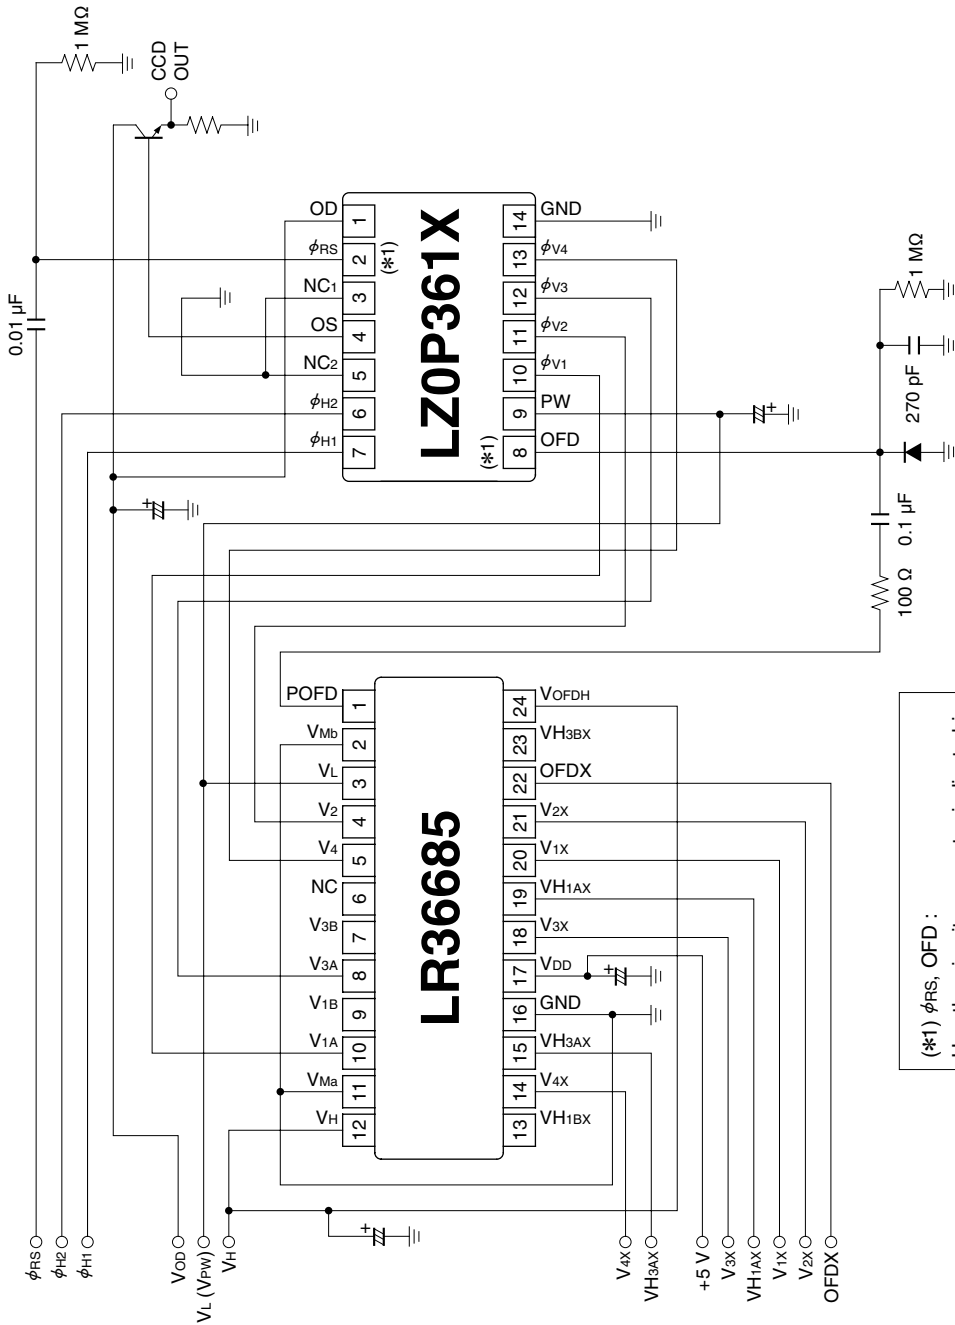 1 MΩ
CCD
OUT
0.01 µF
OD
ϕRS
NC1
OS
NC2
ϕH2
ϕH1
1
2
3
4
5
6
7
(*1)
LZ0P361X
(*1)
14
13
12
11
10
9
8
GND
ϕV4
ϕV3
ϕV2
ϕV1
PW
OFD
+
+
1 MΩ
270 pF
0.1 µF
100 Ω
POFD
VMb
VL
V2
V4
NC
V3B
V3A
V1B
V1A
VMa
VH
1
2
3
4
5
6
7
8
9
10
11
12
LR36685
24
23
22
21
20
19
18
17
16
15
14
13
VOFDH
VH3BX
OFDX
V2X
V1X
VH1AX
V3X
VDD
GND
VH3AX
V4X
VH1BX
+
+
ϕRS
ϕH2
ϕH1
VOD
VL (VPW)
VH
V4X
VH3AX
+5 V
V3X
VH1AX
V1X
V2X
OFDX
(*1) ϕRS, OFD :